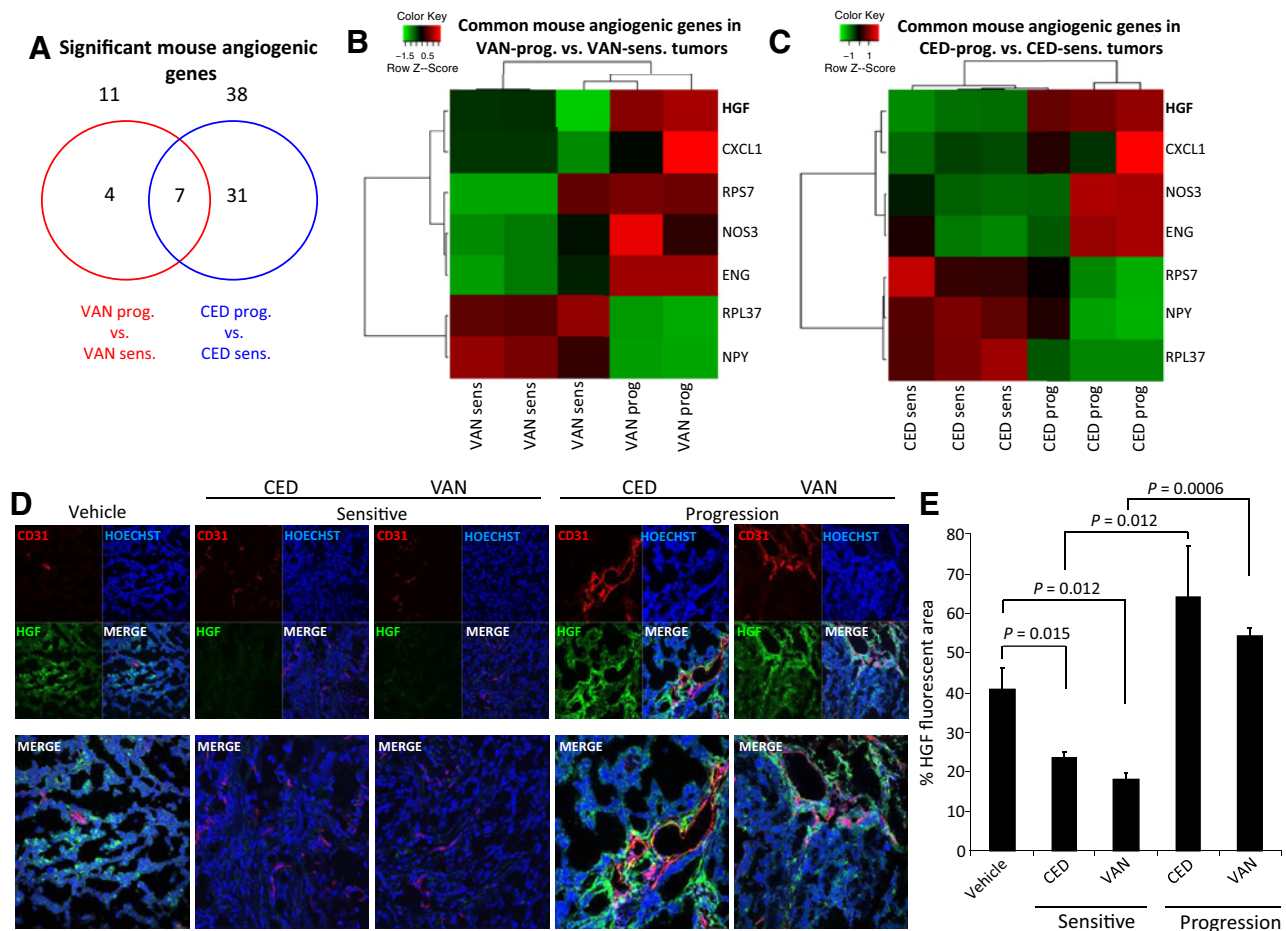 A
Significant mouse angiogenic
genes
11
38
4
7
31
VAN prog.
vs.
VAN sens.
CED prog.
vs.
CED sens.
B
Color Key
−1.5 0.5
Row Z--Score
Common mouse angiogenic genes in
VAN-prog. vs. VAN-sens. tumors
HGF
CXCL1
RPS7
NOS3
ENG
RPL37
NPY
VAN sens
VAN sens
VAN sens
VAN prog
VAN prog
C
Color Key
−1 1
Row Z--Score
Common mouse angiogenic genes in
CED-prog. vs. CED-sens. tumors
HGF
CXCL1
NOS3
ENG
RPS7
NPY
RPL37
CED sens
CED sens
CED sens
CED prog
CED prog
CED prog
D
CED
VAN
CED
VAN
Vehicle
Sensitive
Progression
CD31
HOECHST
CD31
HOECHST
CD31
HOECHST
CD31
HOECHST
CD31
HOECHST
HGF
MERGE
HGF
MERGE
HGF
MERGE
HGF
MERGE
HGF
MERGE
MERGE
MERGE
MERGE
MERGE
MERGE
E
P = 0.0006
P = 0.012
P = 0.012
P = 0.015
% HGF fluorescent area
80
70
60
50
40
30
20
10
0
Vehicle
CED
VAN
CED
VAN
Sensitive
Progression